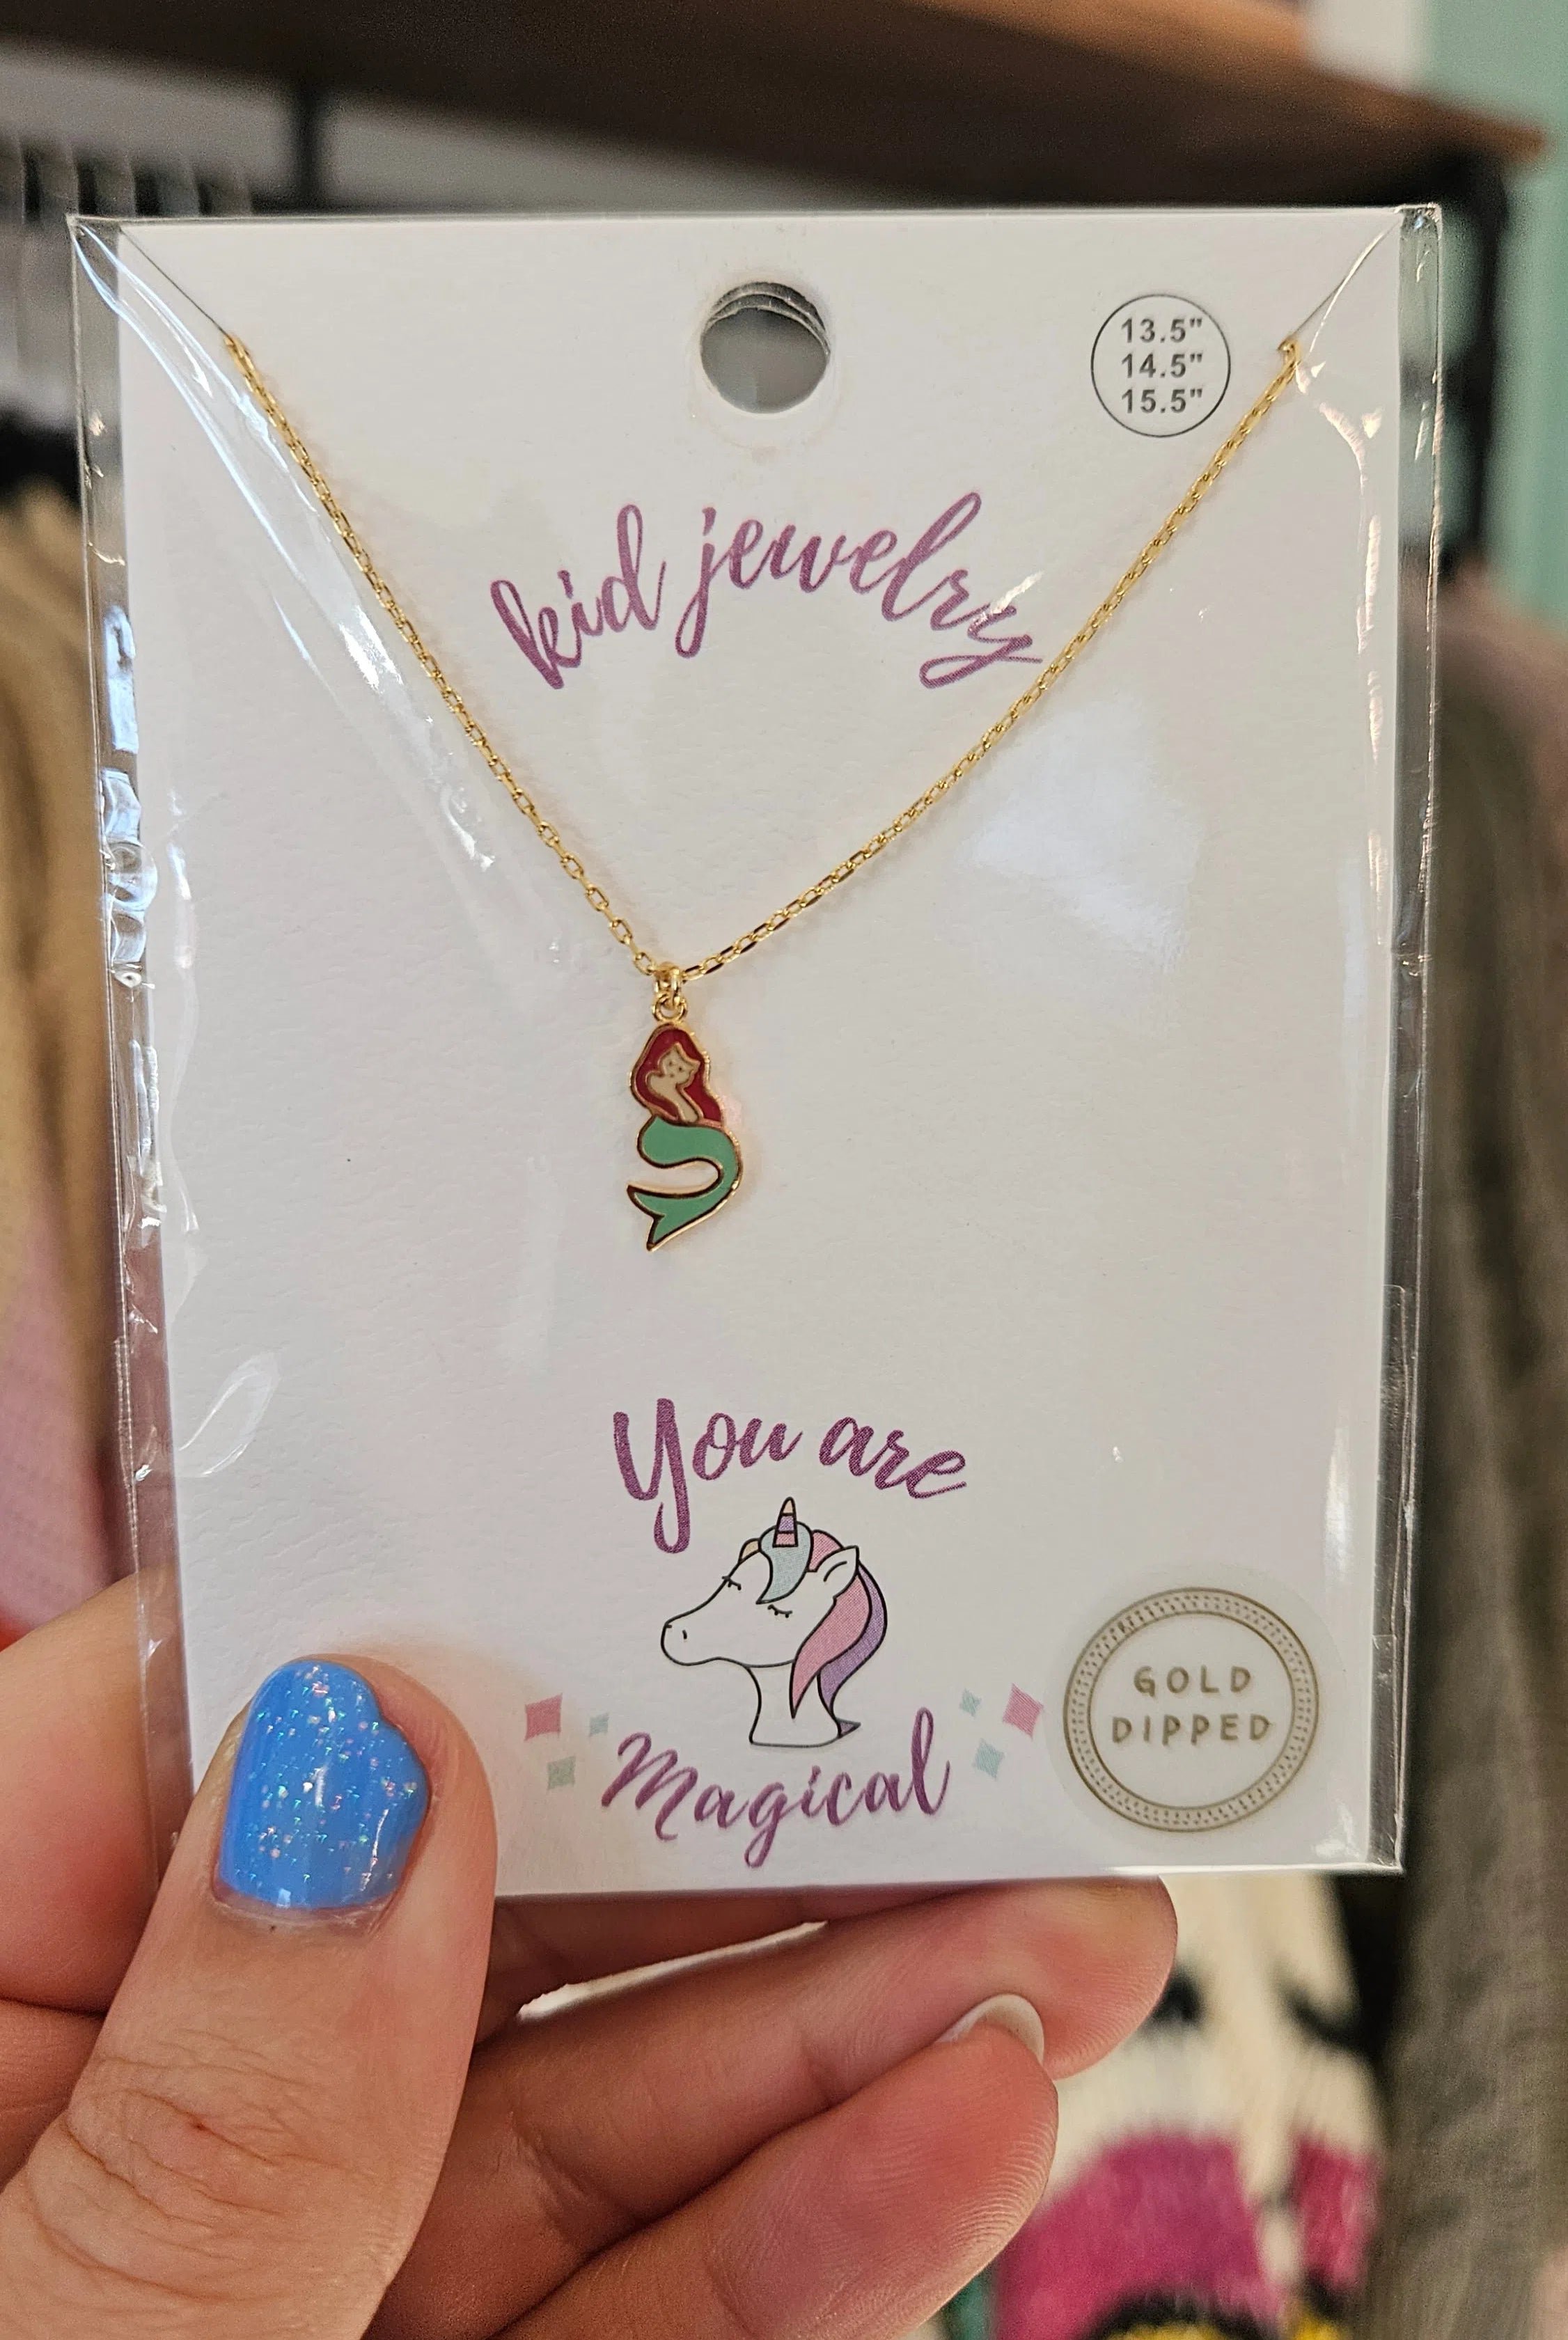 13.5"
14.5"
15.5"
kid jewelry
You are
Magical
GOLD
DIPPED